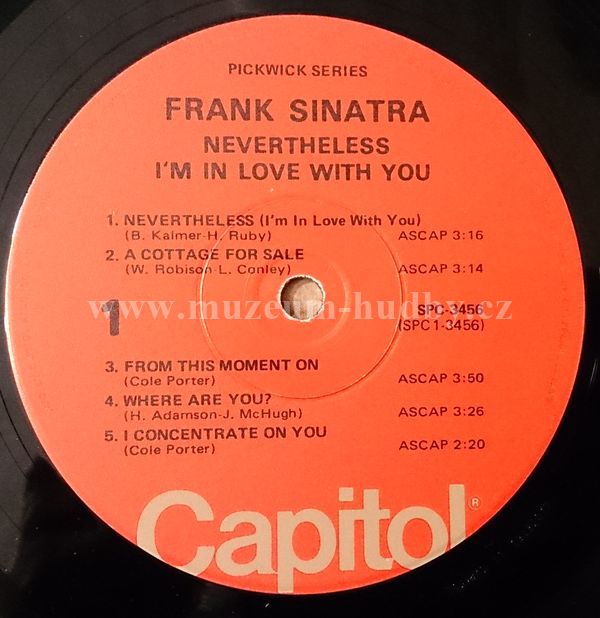 PICKWICK SERIES
FRANK SINATRA
NEVERTHELESS
I'M IN LOVE WITH YOU
1. NEVERTHELESS (I'm In Love With You)
(B. Kalmer-H. Ruby) ASCAP 3:16
2. A COTTAGE FOR SALE
(W. Robison-L. Conley) ASCAP 3:14
www.muzeum-hudby.cz
1 SPC-3456
(SPC1-3456)
3. FROM THIS MOMENT ON
(Cole Porter) ASCAP 3:50
4. WHERE ARE YOU?
(H. Adamson-J. McHugh) ASCAP 3:26
5. I CONCENTRATE ON YOU
(Cole Porter) ASCAP 2:20
Capitol®